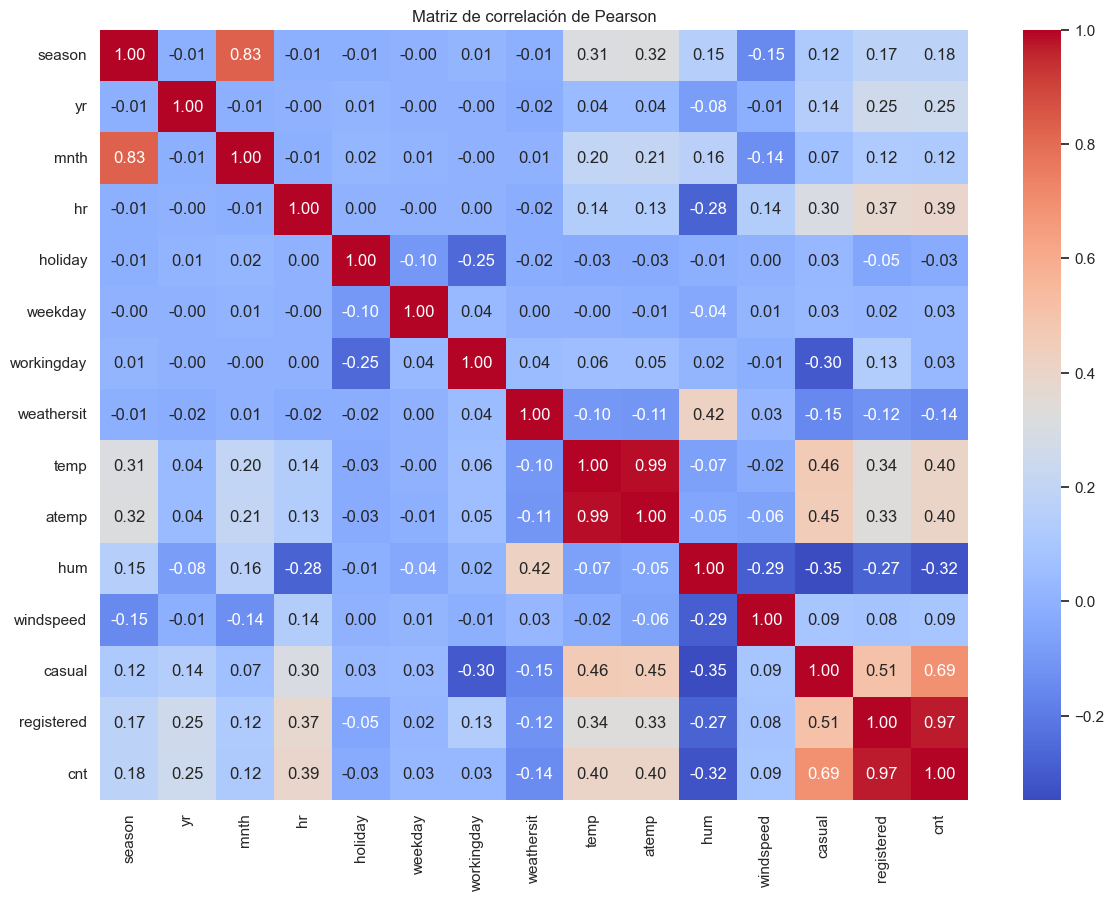 Matriz de correlación de Pearson
season 1.00 -0.01 0.83 -0.01 -0.01 -0.00 0.01 -0.01 0.31 0.32 0.15 -0.15 0.12 0.17 0.18
yr -0.01 1.00 -0.01 -0.00 0.01 -0.00 -0.00 -0.02 0.04 0.04 -0.08 -0.01 0.14 0.25 0.25
mnth 0.83 -0.01 1.00 -0.01 0.02 0.01 -0.00 0.01 0.20 0.21 0.16 -0.14 0.07 0.12 0.12
hr -0.01 -0.00 -0.01 1.00 0.00 -0.00 0.00 -0.02 0.14 0.13 -0.28 0.14 0.30 0.37 0.39
holiday -0.01 0.01 0.02 0.00 1.00 -0.10 -0.25 -0.02 -0.03 -0.03 -0.01 0.00 0.03 -0.05 -0.03
weekday -0.00 -0.00 0.01 -0.00 -0.10 1.00 0.04 0.00 -0.00 -0.01 -0.04 0.01 0.03 0.02 0.03
workingday 0.01 -0.00 -0.00 0.00 -0.25 0.04 1.00 0.04 0.06 0.05 0.02 -0.01 -0.30 0.13 0.03
weathersit -0.01 -0.02 0.01 -0.02 -0.02 0.00 0.04 1.00 -0.10 -0.11 0.42 0.03 -0.15 -0.12 -0.14
temp 0.31 0.04 0.20 0.14 -0.03 -0.00 0.06 -0.10 1.00 0.99 -0.07 -0.02 0.46 0.34 0.40
atemp 0.32 0.04 0.21 0.13 -0.03 -0.01 0.05 -0.11 0.99 1.00 -0.05 -0.06 0.45 0.33 0.40
hum 0.15 -0.08 0.16 -0.28 -0.01 -0.04 0.02 0.42 -0.07 -0.05 1.00 -0.29 -0.35 -0.27 -0.32
windspeed -0.15 -0.01 -0.14 0.14 0.00 0.01 -0.01 0.03 -0.02 -0.06 -0.29 1.00 0.09 0.08 0.09
casual 0.12 0.14 0.07 0.30 0.03 0.03 -0.30 -0.15 0.46 0.45 -0.35 0.09 1.00 0.51 0.69
registered 0.17 0.25 0.12 0.37 -0.05 0.02 0.13 -0.12 0.34 0.33 -0.27 0.08 0.51 1.00 0.97
cnt 0.18 0.25 0.12 0.39 -0.03 0.03 0.03 -0.14 0.40 0.40 -0.32 0.09 0.69 0.97 1.00
season yr mnth hr holiday weekday workingday weathersit temp atemp hum windspeed casual registered cnt
1.0
0.8
0.6
0.4
0.2
0.0
−0.2